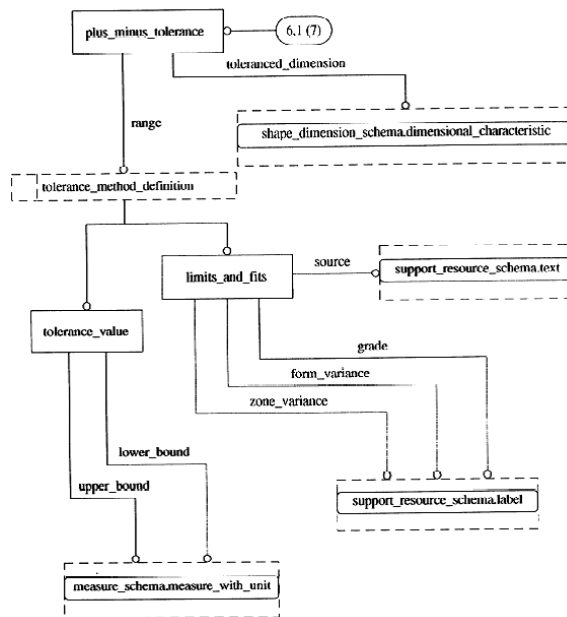 plus_minus_tolerance
6,1 (7)
toleranced_dimension
range
shape_dimension_schema.dimensional_characteristic
tolerance_method_definition
limits_and_fits
source
support_resource_schema.text
tolerance_value
grade
form_variance
zone_variance
lower_bound
upper_bound
support_resource_schema.label
measure_schema.measure_with_unit